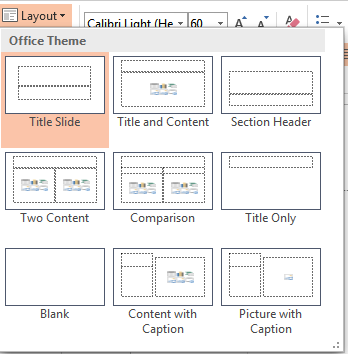 Layout
Calibri Light (He
60
A
Office Theme
Title Slide
Title and Content
Section Header
Two Content
Comparison
Title Only
Blank
Content with
Caption
Picture with
Caption